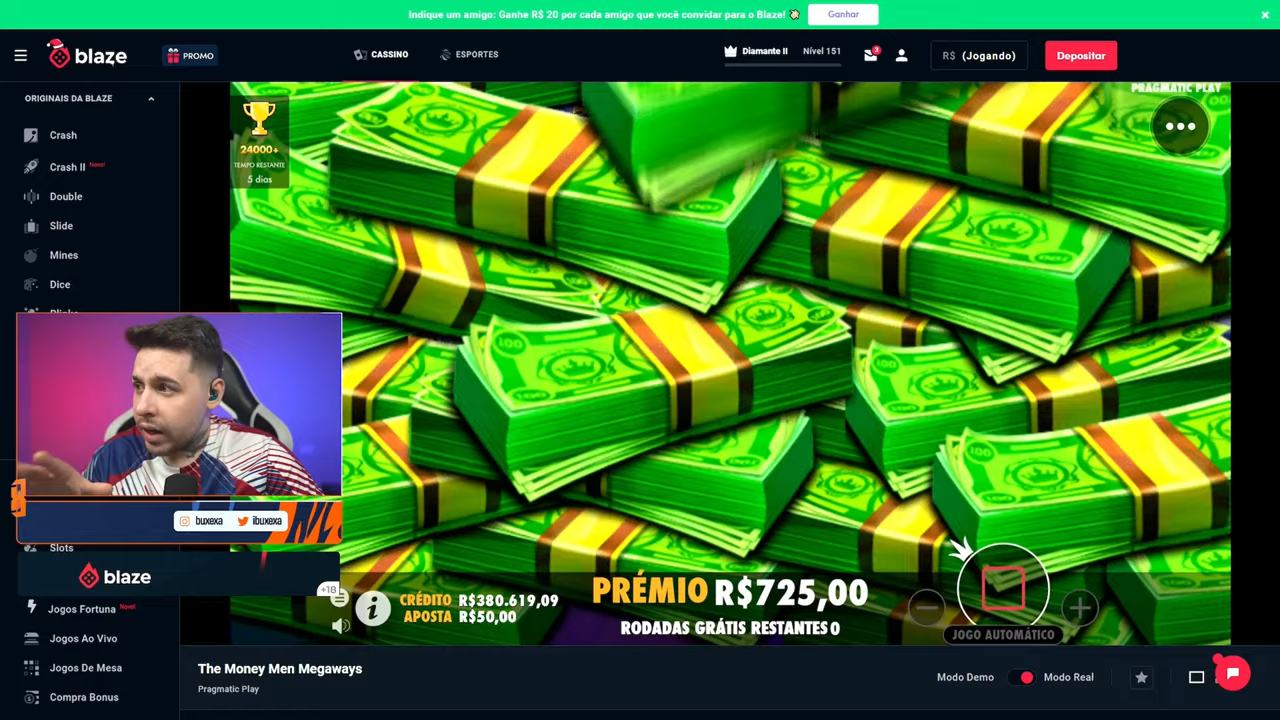 Indique um amigo: Ganhe R$ 20 por cada amigo que você convidar para o Blaze!
Ganhar
blaze
PROMO
CASSINO
ESPORTES
Diamante II
Nível 151
3
R$ (Jogando)
Depositar
ORIGINAIS DA BLAZE
Crash
Crash II Novo!
Double
Slide
Mines
Dice
PRAGMATIC PLAY
24000+
TEMPO RESTANTE
5 dias
buxexa
ibuxexa
Slots
blaze
+18
CRÉDITO R$380.619,09
APOSTA R$50,00
PRÉMIO R$725,00
RODADAS GRÁTIS RESTANTES 0
JOGO AUTOMÁTICO
Jogos Fortuna Novo!
Jogos Ao Vivo
Jogos De Mesa
Compra Bonus
The Money Men Megaways
Pragmatic Play
Modo Demo
Modo Real